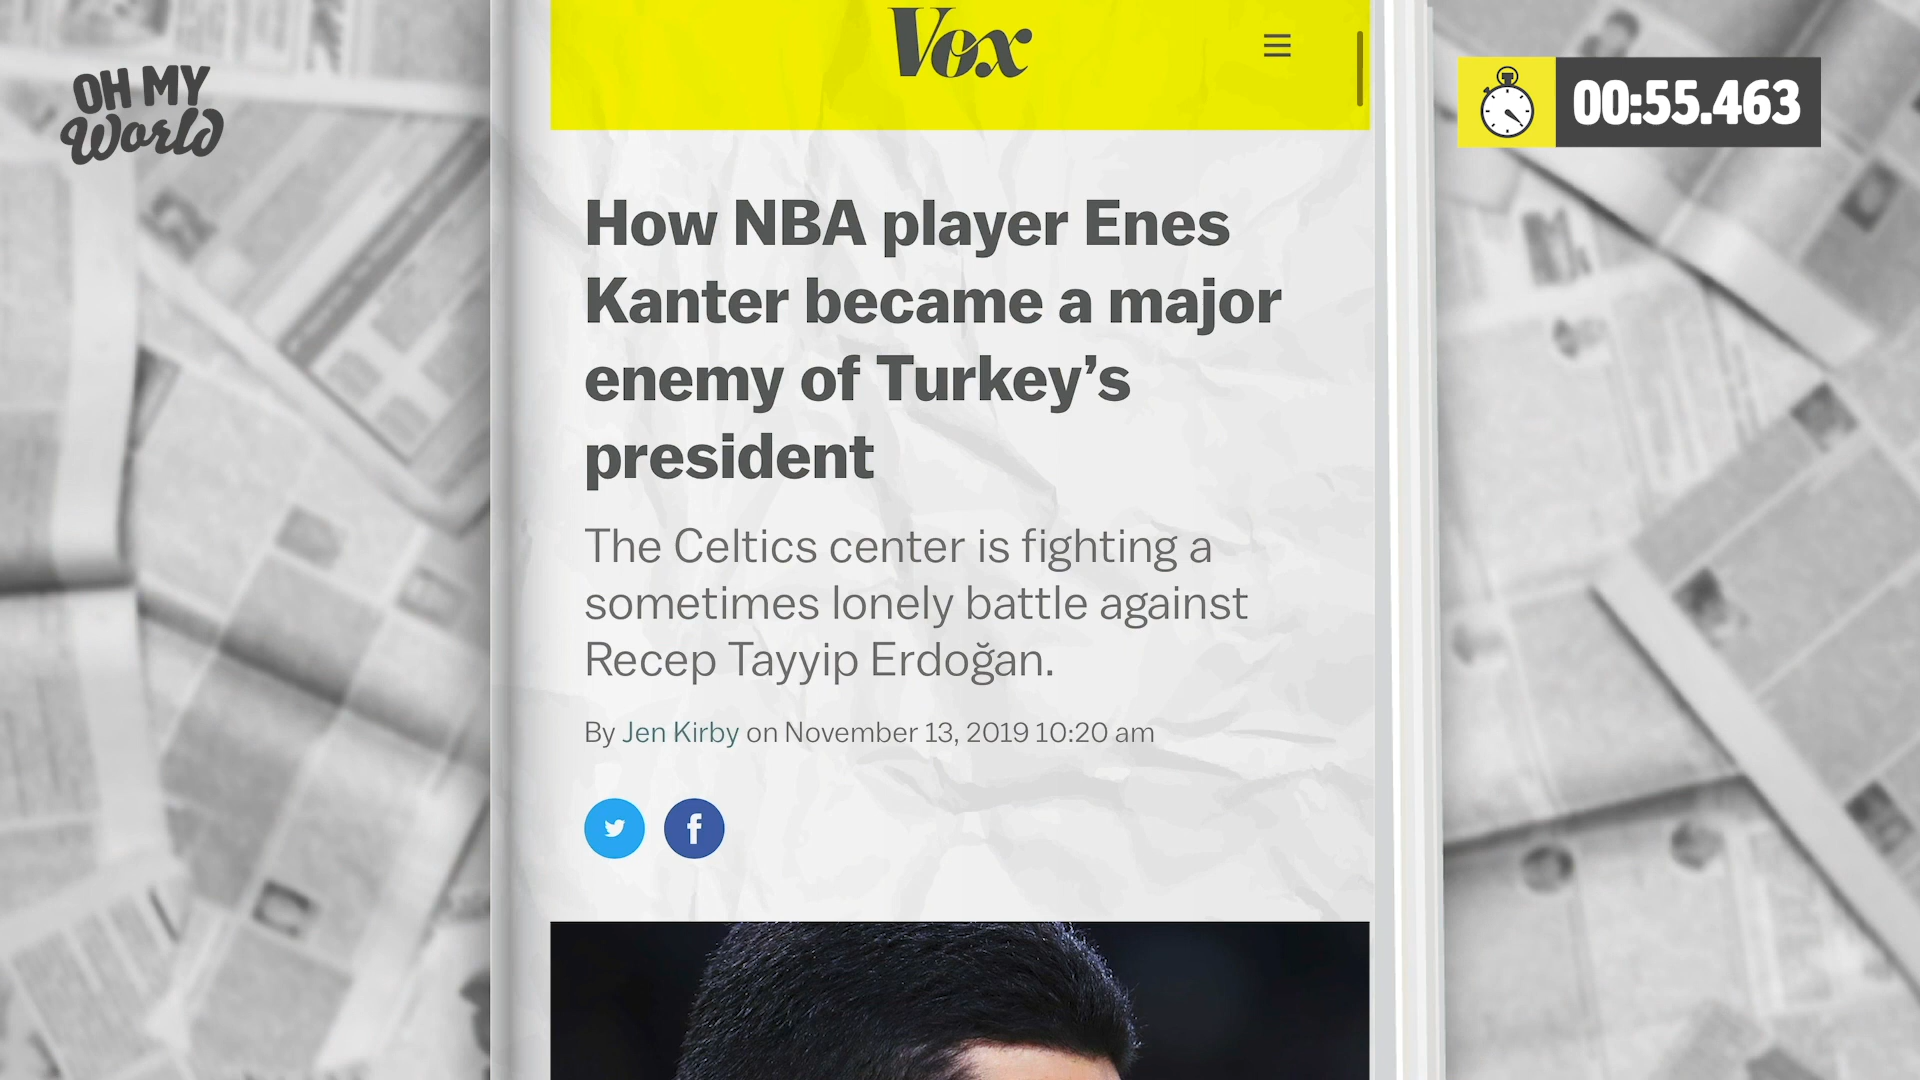 OH MY
World
Vox
00:55.463
How NBA player Enes
Kanter became a major
enemy of Turkey’s
president
The Celtics center is fighting a
sometimes lonely battle against
Recep Tayyip Erdoğan.
By Jen Kirby on November 13, 2019 10:20 am